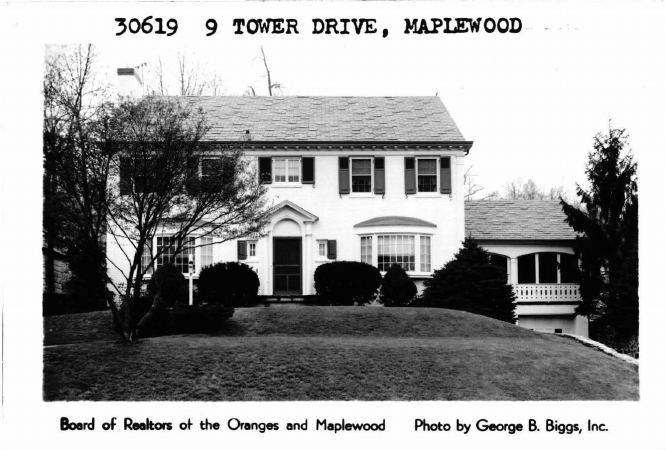 30619 9 TOWER DRIVE, MAPLEWOOD
Board of Realtors of the Oranges and Maplewood Photo by George B. Biggs, Inc.